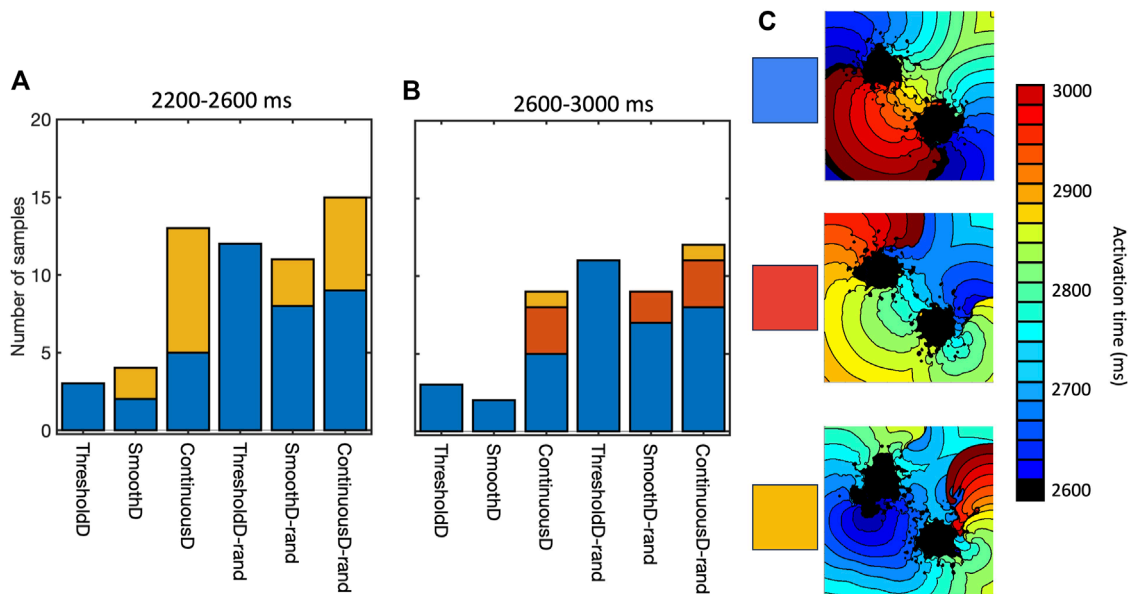 A
2200-2600 ms
Number of samples
20
15
10
5
0
ThresholdD
SmoothD
ContinuousD
ThresholdD-rand
SmoothD-rand
ContinuousD-rand
B
2600-3000 ms
ThresholdD
SmoothD
ContinuousD
ThresholdD-rand
SmoothD-rand
ContinuousD-rand
C
3000
2900
2800
2700
2600
Activation time (ms)